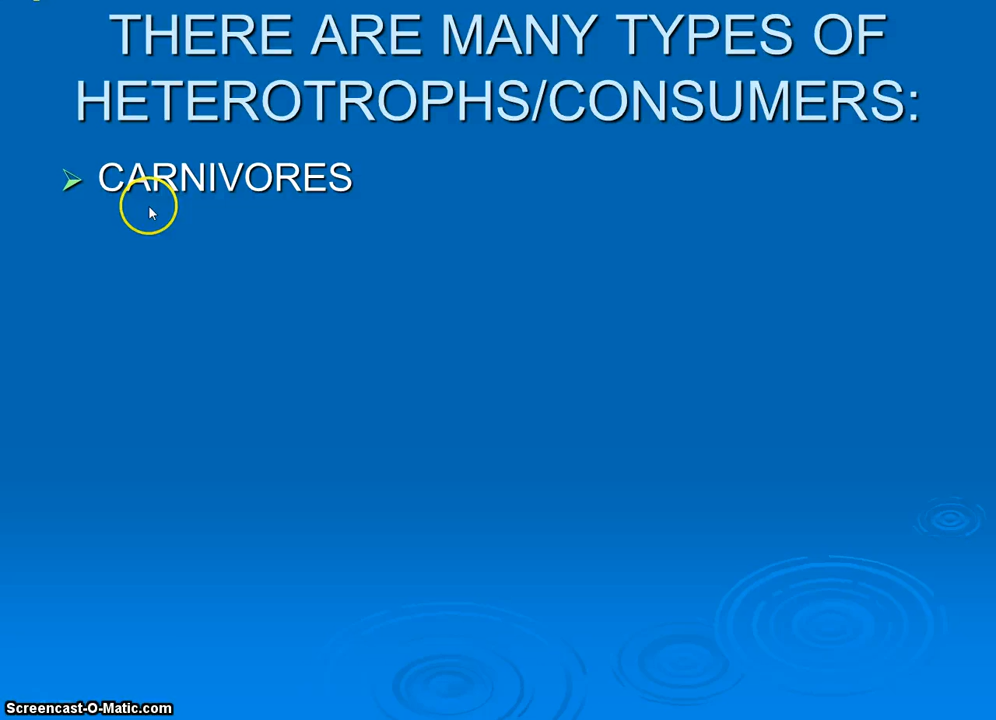 THERE ARE MANY TYPES OF
HETEROTROPHS/CONSUMERS:
CARNIVORES
Screencast-O-Matic.com